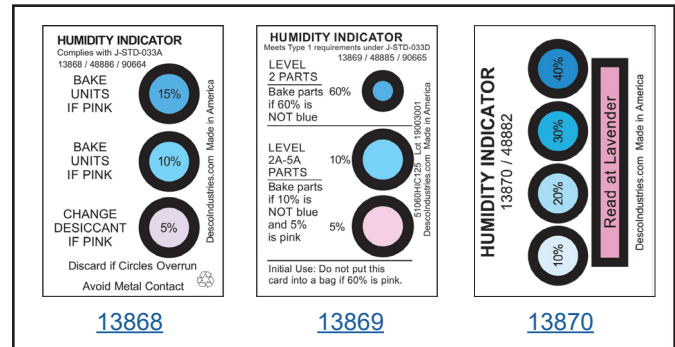 HUMIDITY INDICATOR
Complies with J-STD-033A
13868 / 48886 / 90664
BAKE
UNITS
IF PINK
15%
BAKE
UNITS
IF PINK
10%
CHANGE
DESICCANT
IF PINK
5%
Discard if Circles Overrun
Avoid Metal Contact
DescoIndustries.com Made in America
13868
HUMIDITY INDICATOR
Meets Type 1 requirements under J-STD-033D
13869 / 48885 / 90665
LEVEL
2 PARTS
Bake parts
if 60% is
NOT blue
60%
LEVEL
2A-5A
PARTS
Bake parts
if 10% is
NOT blue
and 5%
is pink
10%
5%
Initial Use: Do not put this
card into a bag if 60% is pink.
51060HIC125 Lot 19003001
DescoIndustries.com Made in America
13869
HUMIDITY INDICATOR
13870 / 48882
40%
30%
20%
10%
Read at Lavender
DescoIndustries.com Made in America
13870